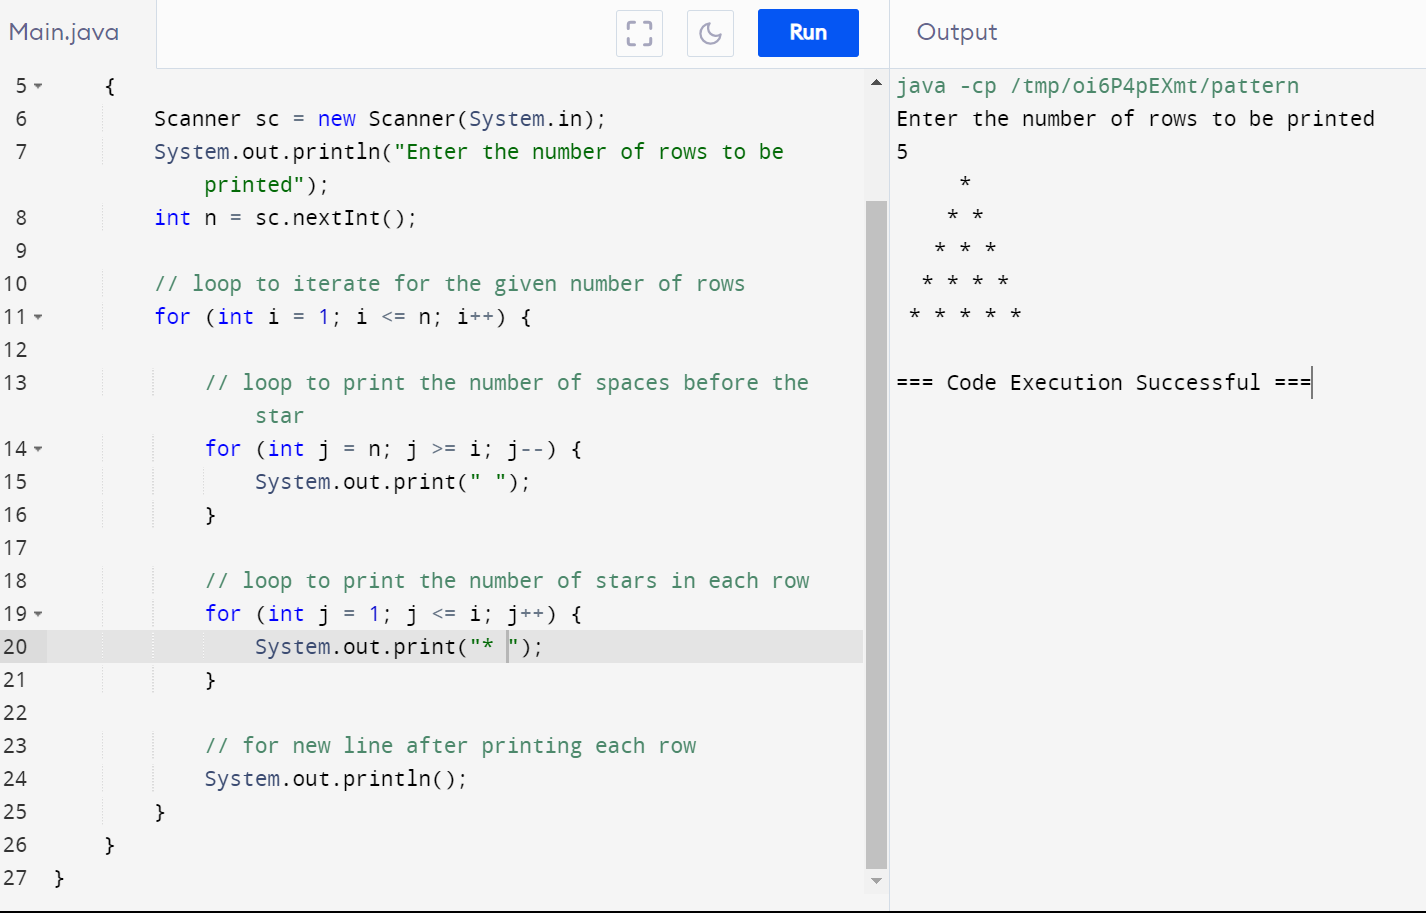 Main.java
Run
Output
5 {
6 Scanner sc = new Scanner(System.in);
7 System.out.println("Enter the number of rows to be
printed");
8 int n = sc.nextInt();
9
10 // loop to iterate for the given number of rows
11 for (int i = 1; i <= n; i++) {
12
13 // loop to print the number of spaces before the
star
14 for (int j = n; j >= i; j--) {
15 System.out.print(" ");
16 }
17
18 // loop to print the number of stars in each row
19 for (int j = 1; j <= i; j++) {
20 System.out.print("* ");
21 }
22
23 // for new line after printing each row
24 System.out.println();
25 }
26 }
27 }
java -cp /tmp/oi6P4pEXmt/pattern
Enter the number of rows to be printed
5
     *
    * *
   * * *
  * * * *
 * * * * *
=== Code Execution Successful ===